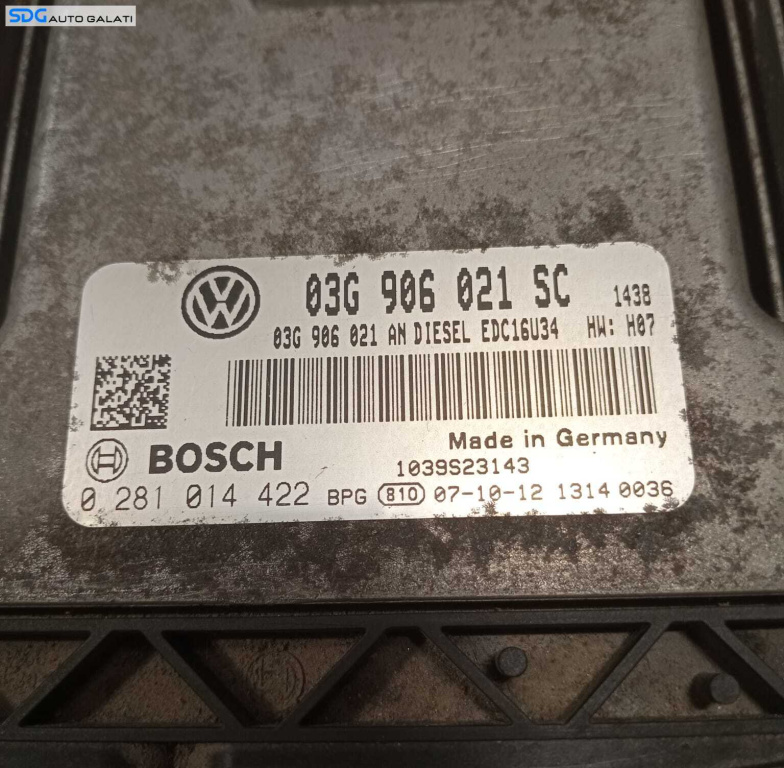 SDG AUTO GALATI
03G 906 021 SC 1438
03G 906 021 AN DIESEL EDC16U34 HW: H07
Made in Germany
BOSCH
1039S23143
0 281 014 422 BPG 810 07-10-12 1314 0036